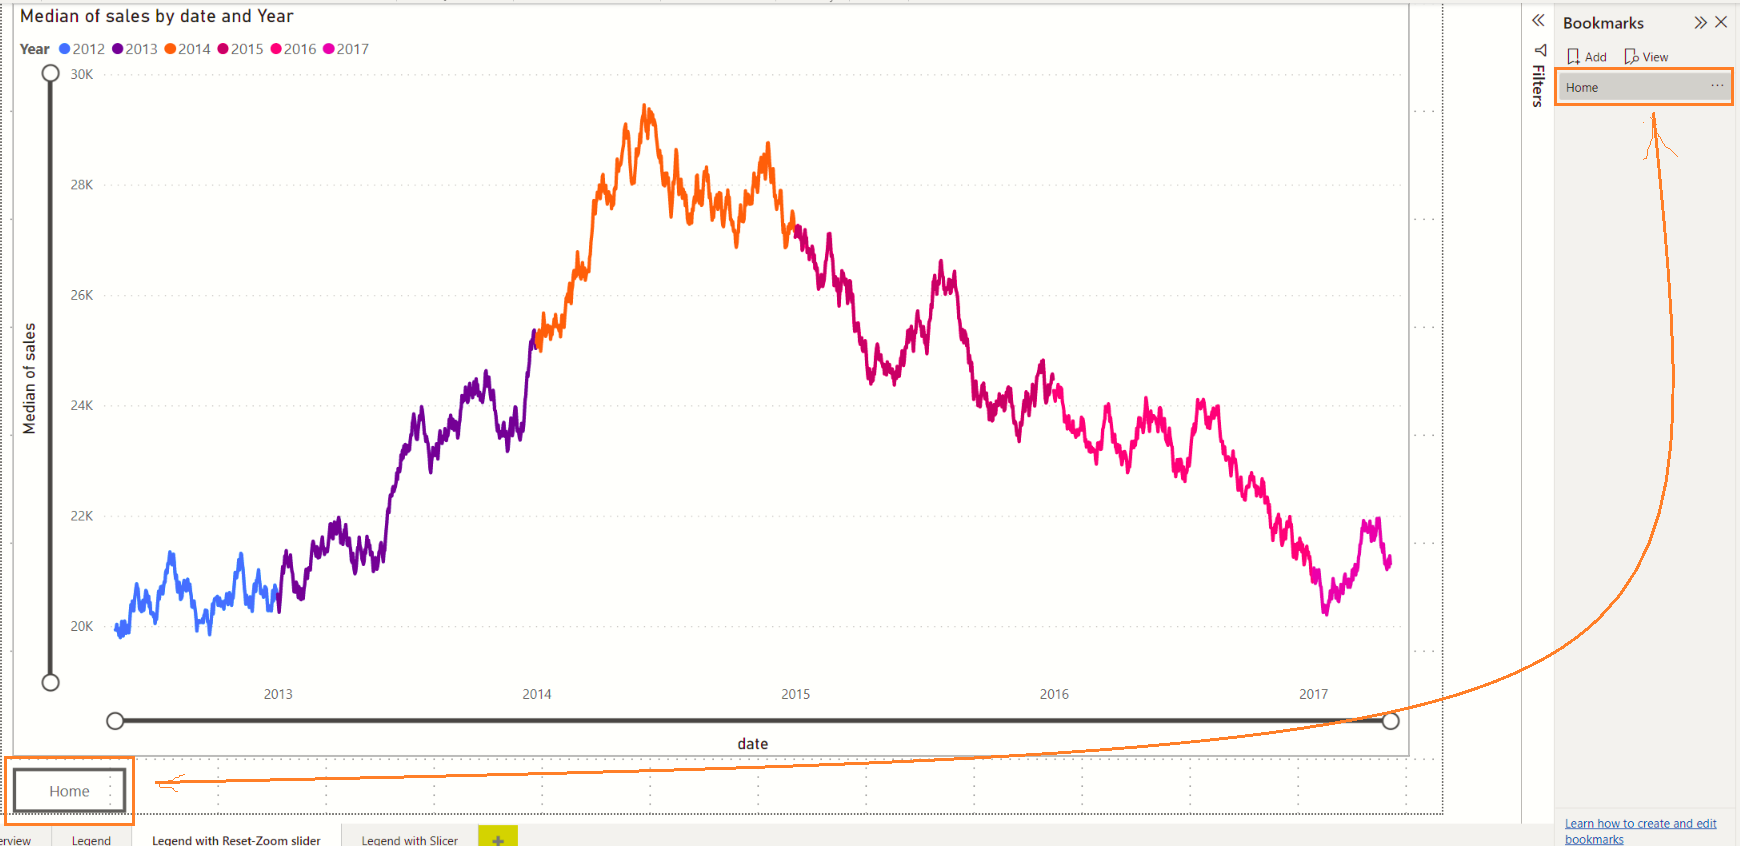 Median of sales by date and Year
Year 2012 2013 2014 2015 2016 2017
30K
28K
26K
24K
22K
20K
Median of sales
2013 2014 2015 2016 2017
date
Home
erview Legend Legend with Reset-Zoom slider Legend with Slicer +
Filters
Bookmarks
Add View
Home ...
Learn how to create and edit
bookmarks